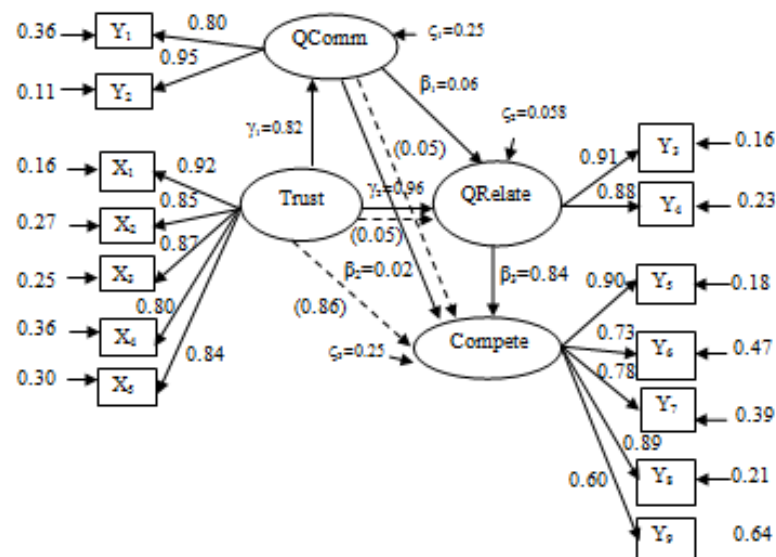 0.36
Y₁
0.80
QComm
ς₁=0.25
0.11
Y₂
0.95
β₁=0.06
γ₁=0.82
ς₂=0.058
(0.05)
0.16
X₁
0.92
Y₃
0.16
0.91
0.27
X₂
0.85
Trust
γ₂=0.96
QRelate
0.88
Y₄
0.23
0.25
X₃
0.87
(0.05)
β₂=0.02
β₃=0.84
0.36
X₄
0.80
(0.86)
0.90
Y₅
0.18
0.30
X₅
0.84
ς₃=0.25
Compete
0.73
Y₆
0.47
0.78
Y₇
0.39
0.89
Y₈
0.21
0.60
Y₉
0.64